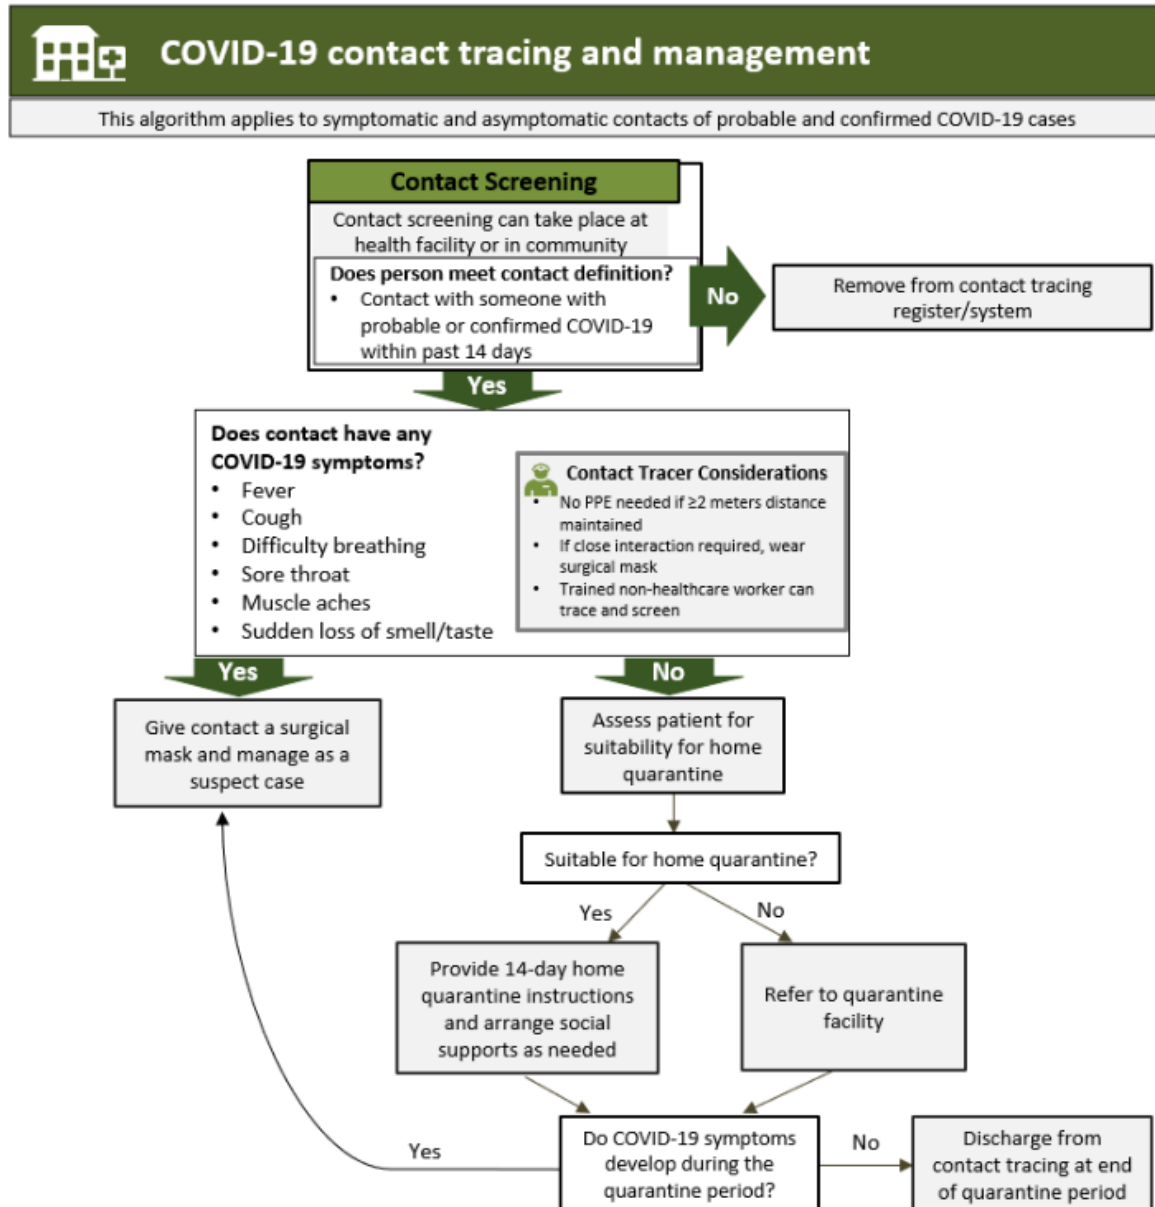 COVID-19 contact tracing and management
This algorithm applies to symptomatic and asymptomatic contacts of probable and confirmed COVID-19 cases
Contact Screening
Contact screening can take place at
health facility or in community
Does person meet contact definition?
• Contact with someone with
probable or confirmed COVID-19
within past 14 days
No
Remove from contact tracing
register/system
Yes
Does contact have any
COVID-19 symptoms?
• Fever
• Cough
• Difficulty breathing
• Sore throat
• Muscle aches
• Sudden loss of smell/taste
Contact Tracer Considerations
• No PPE needed if ≥2 meters distance
maintained
• If close interaction required, wear
surgical mask
• Trained non-healthcare worker can
trace and screen
Yes
No
Give contact a surgical
mask and manage as a
suspect case
Assess patient for
suitability for home
quarantine
Suitable for home quarantine?
Yes
No
Provide 14-day home
quarantine instructions
and arrange social
supports as needed
Refer to quarantine
facility
Do COVID-19 symptoms
develop during the
quarantine period?
Yes
No
Discharge from
contact tracing at end
of quarantine period